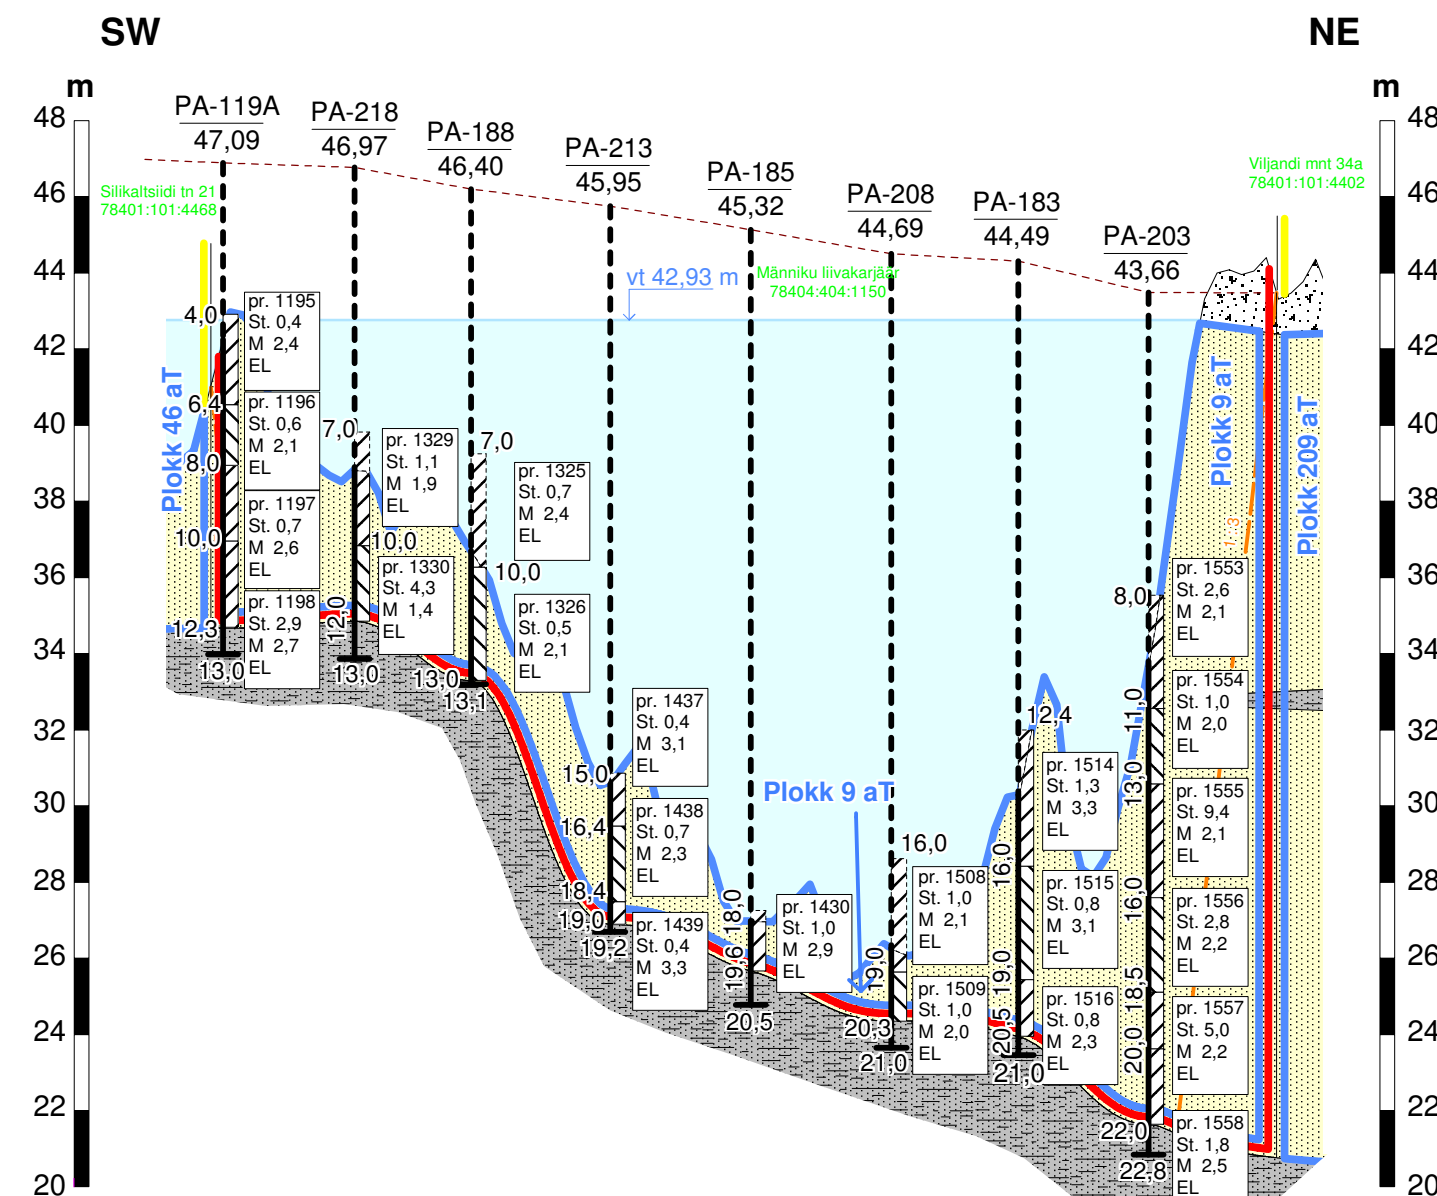 SW
NE
m
m
PA-119A
47,09
PA-218
46,97
PA-188
46,40
PA-213
45,95
PA-185
45,32
PA-208
44,69
PA-183
44,49
PA-203
43,66
48
46
44
42
40
38
36
34
32
30
28
26
24
22
20
48
46
44
42
40
38
36
34
32
30
28
26
24
22
20
Silikaltsiidi tn 21
78401:101:4468
Viljandi mnt 34a
78401:101:4402
vt 42,93 m
Männiku liivakarjäär
78404:404:1150
Plokk 46 aT
Plokk 9 aT
Plokk 9 aT
Plokk 209 aT
1:3
4,0
6,4
8,0
10,0
12,3
13,0
pr. 1195
St. 0,4
M 2,4
EL
pr. 1196
St. 0,6
M 2,1
EL
pr. 1197
St. 0,7
M 2,6
EL
pr. 1198
St. 2,9
M 2,7
EL
7,0
10,0
12,0
13,0
pr. 1329
St. 1,1
M 1,9
EL
pr. 1330
St. 4,3
M 1,4
EL
7,0
10,0
13,0
13,1
pr. 1325
St. 0,7
M 2,4
EL
pr. 1326
St. 0,5
M 2,1
EL
15,0
16,4
18,4
19,0
19,2
pr. 1437
St. 0,4
M 3,1
EL
pr. 1438
St. 0,7
M 2,3
EL
pr. 1439
St. 0,4
M 3,3
EL
18,0
19,6
20,5
pr. 1430
St. 1,0
M 2,9
EL
16,0
19,0
20,3
21,0
pr. 1508
St. 1,0
M 2,1
EL
pr. 1509
St. 1,0
M 2,0
EL
12,4
16,0
19,0
20,5
21,0
pr. 1514
St. 1,3
M 3,3
EL
pr. 1515
St. 0,8
M 3,1
EL
pr. 1516
St. 0,8
M 2,3
EL
8,0
11,0
13,0
16,0
18,5
20,0
22,0
22,8
pr. 1553
St. 2,6
M 2,1
EL
pr. 1554
St. 1,0
M 2,0
EL
pr. 1555
St. 9,4
M 2,1
EL
pr. 1556
St. 2,8
M 2,2
EL
pr. 1557
St. 5,0
M 2,2
EL
pr. 1558
St. 1,8
M 2,5
EL